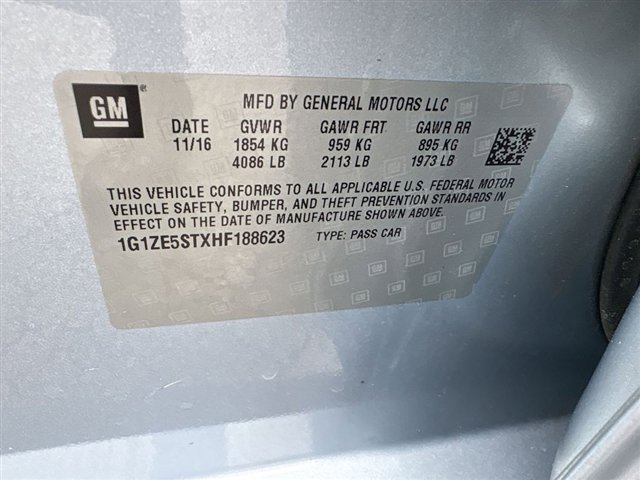 GM
MFD BY GENERAL MOTORS LLC
DATE GVWR GAWR FRT GAWR RR
11/16 1854 KG 959 KG 895 KG
4086 LB 2113 LB 1973 LB
THIS VEHICLE CONFORMS TO ALL APPLICABLE U.S. FEDERAL MOTOR
VEHICLE SAFETY, BUMPER, AND THEFT PREVENTION STANDARDS IN
EFFECT ON THE DATE OF MANUFACTURE SHOWN ABOVE.
1G1ZE5STXHF188623 TYPE: PASS CAR